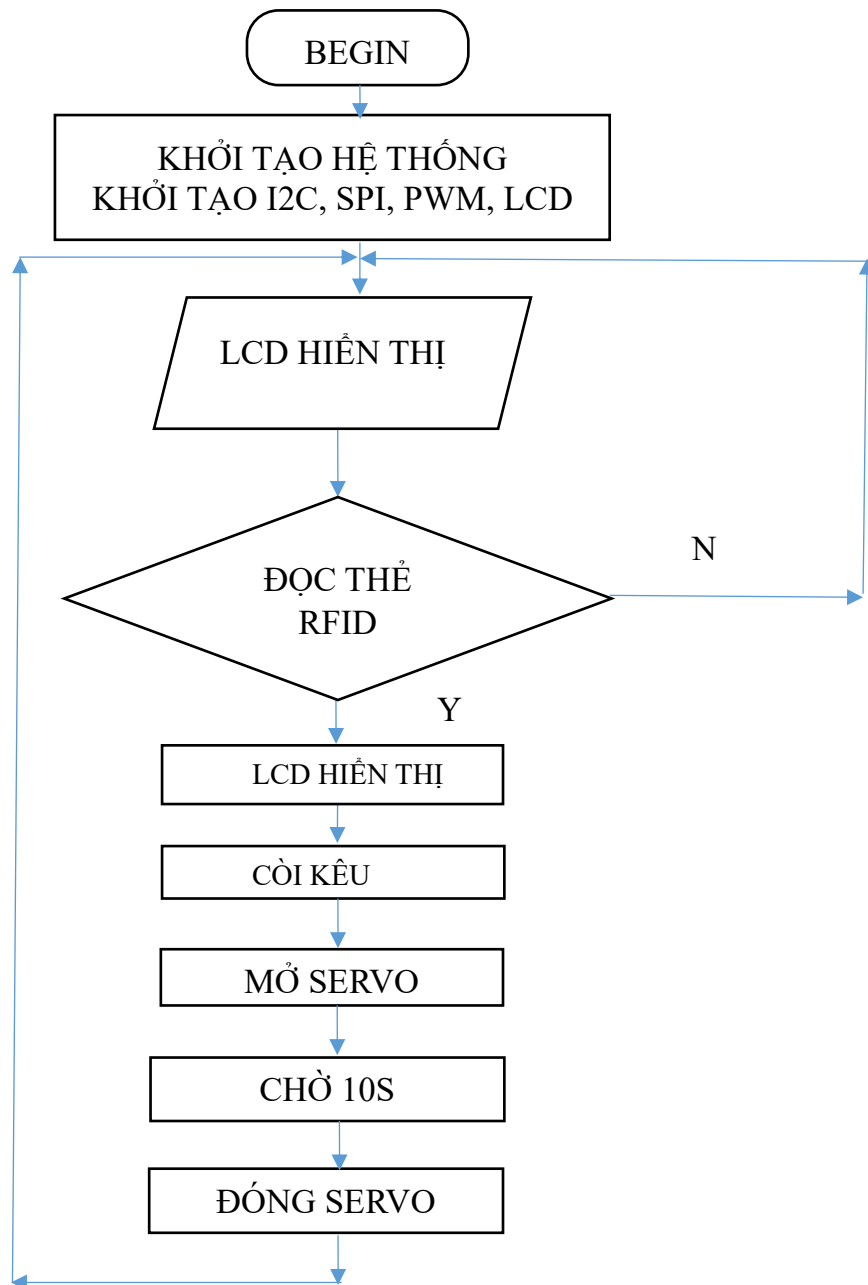 BEGIN
KHỞI TẠO HỆ THỐNG
KHỞI TẠO I2C, SPI, PWM, LCD
LCD HIỂN THỊ
ĐỌC THẺ
RFID
N
Y
LCD HIỂN THỊ
CÒI KÊU
MỞ SERVO
CHỜ 10S
ĐÓNG SERVO